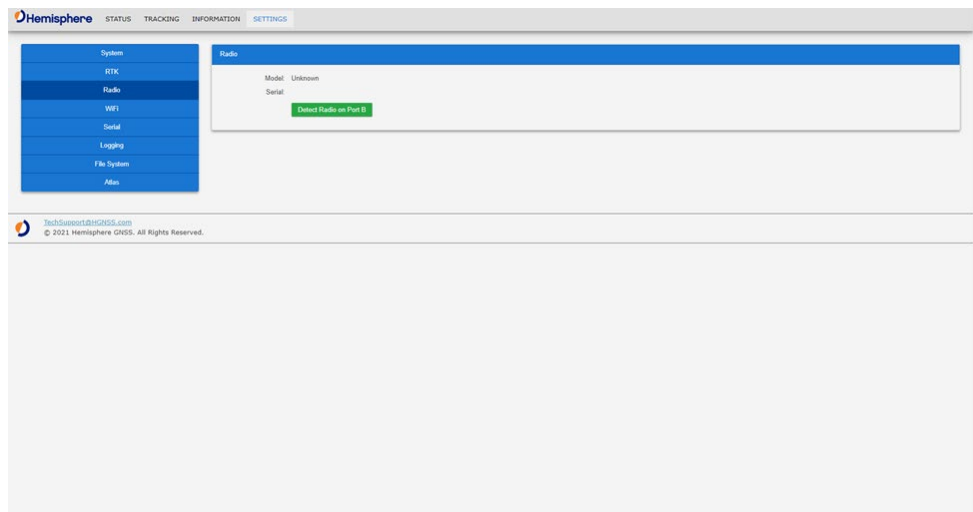 Hemisphere STATUS TRACKING INFORMATION SETTINGS
System
RTK
Radio
WiFi
Serial
Logging
File System
Atlas
Radio
Model: Unknown
Serial:
Detect Radio on Port B
TechSupport@HGNSS.com
© 2021 Hemisphere GNSS. All Rights Reserved.